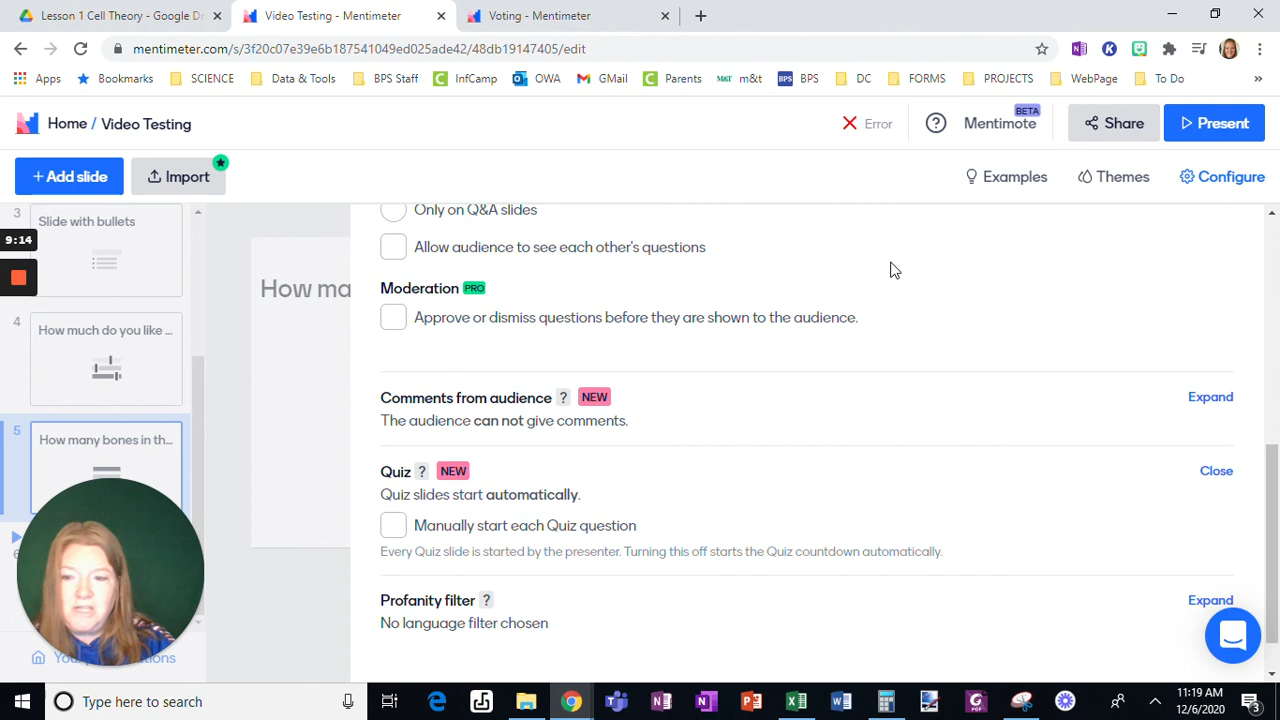 Lesson 1 Cell Theory - Google Dr
Video Testing - Mentimeter
Voting - Mentimeter
mentimeter.com/s/3f20c07e39e6b187541049ed025ade42/48db19147405/edit
Apps
Bookmarks
SCIENCE
Data & Tools
BPS Staff
InfCamp
OWA
GMail
Parents
M&T
m&t
BPS
BPS
DC
FORMS
PROJECTS
WebPage
To Do
Home / Video Testing
Error
Mentimote
BETA
Share
Present
+ Add slide
Import
Examples
Themes
Configure
3
Slide with bullets
9:14
4
How much do you like ...
5
How many bones in th...
How ma
Only on Q&A slides
Allow audience to see each other's questions
Moderation PRO
Approve or dismiss questions before they are shown to the audience.
Comments from audience ? NEW
Expand
The audience can not give comments.
Quiz ? NEW
Close
Quiz slides start automatically.
Manually start each Quiz question
Every Quiz slide is started by the presenter. Turning this off starts the Quiz countdown automatically.
Profanity filter ?
Expand
No language filter chosen
Type here to search
11:19 AM
12/6/2020
3